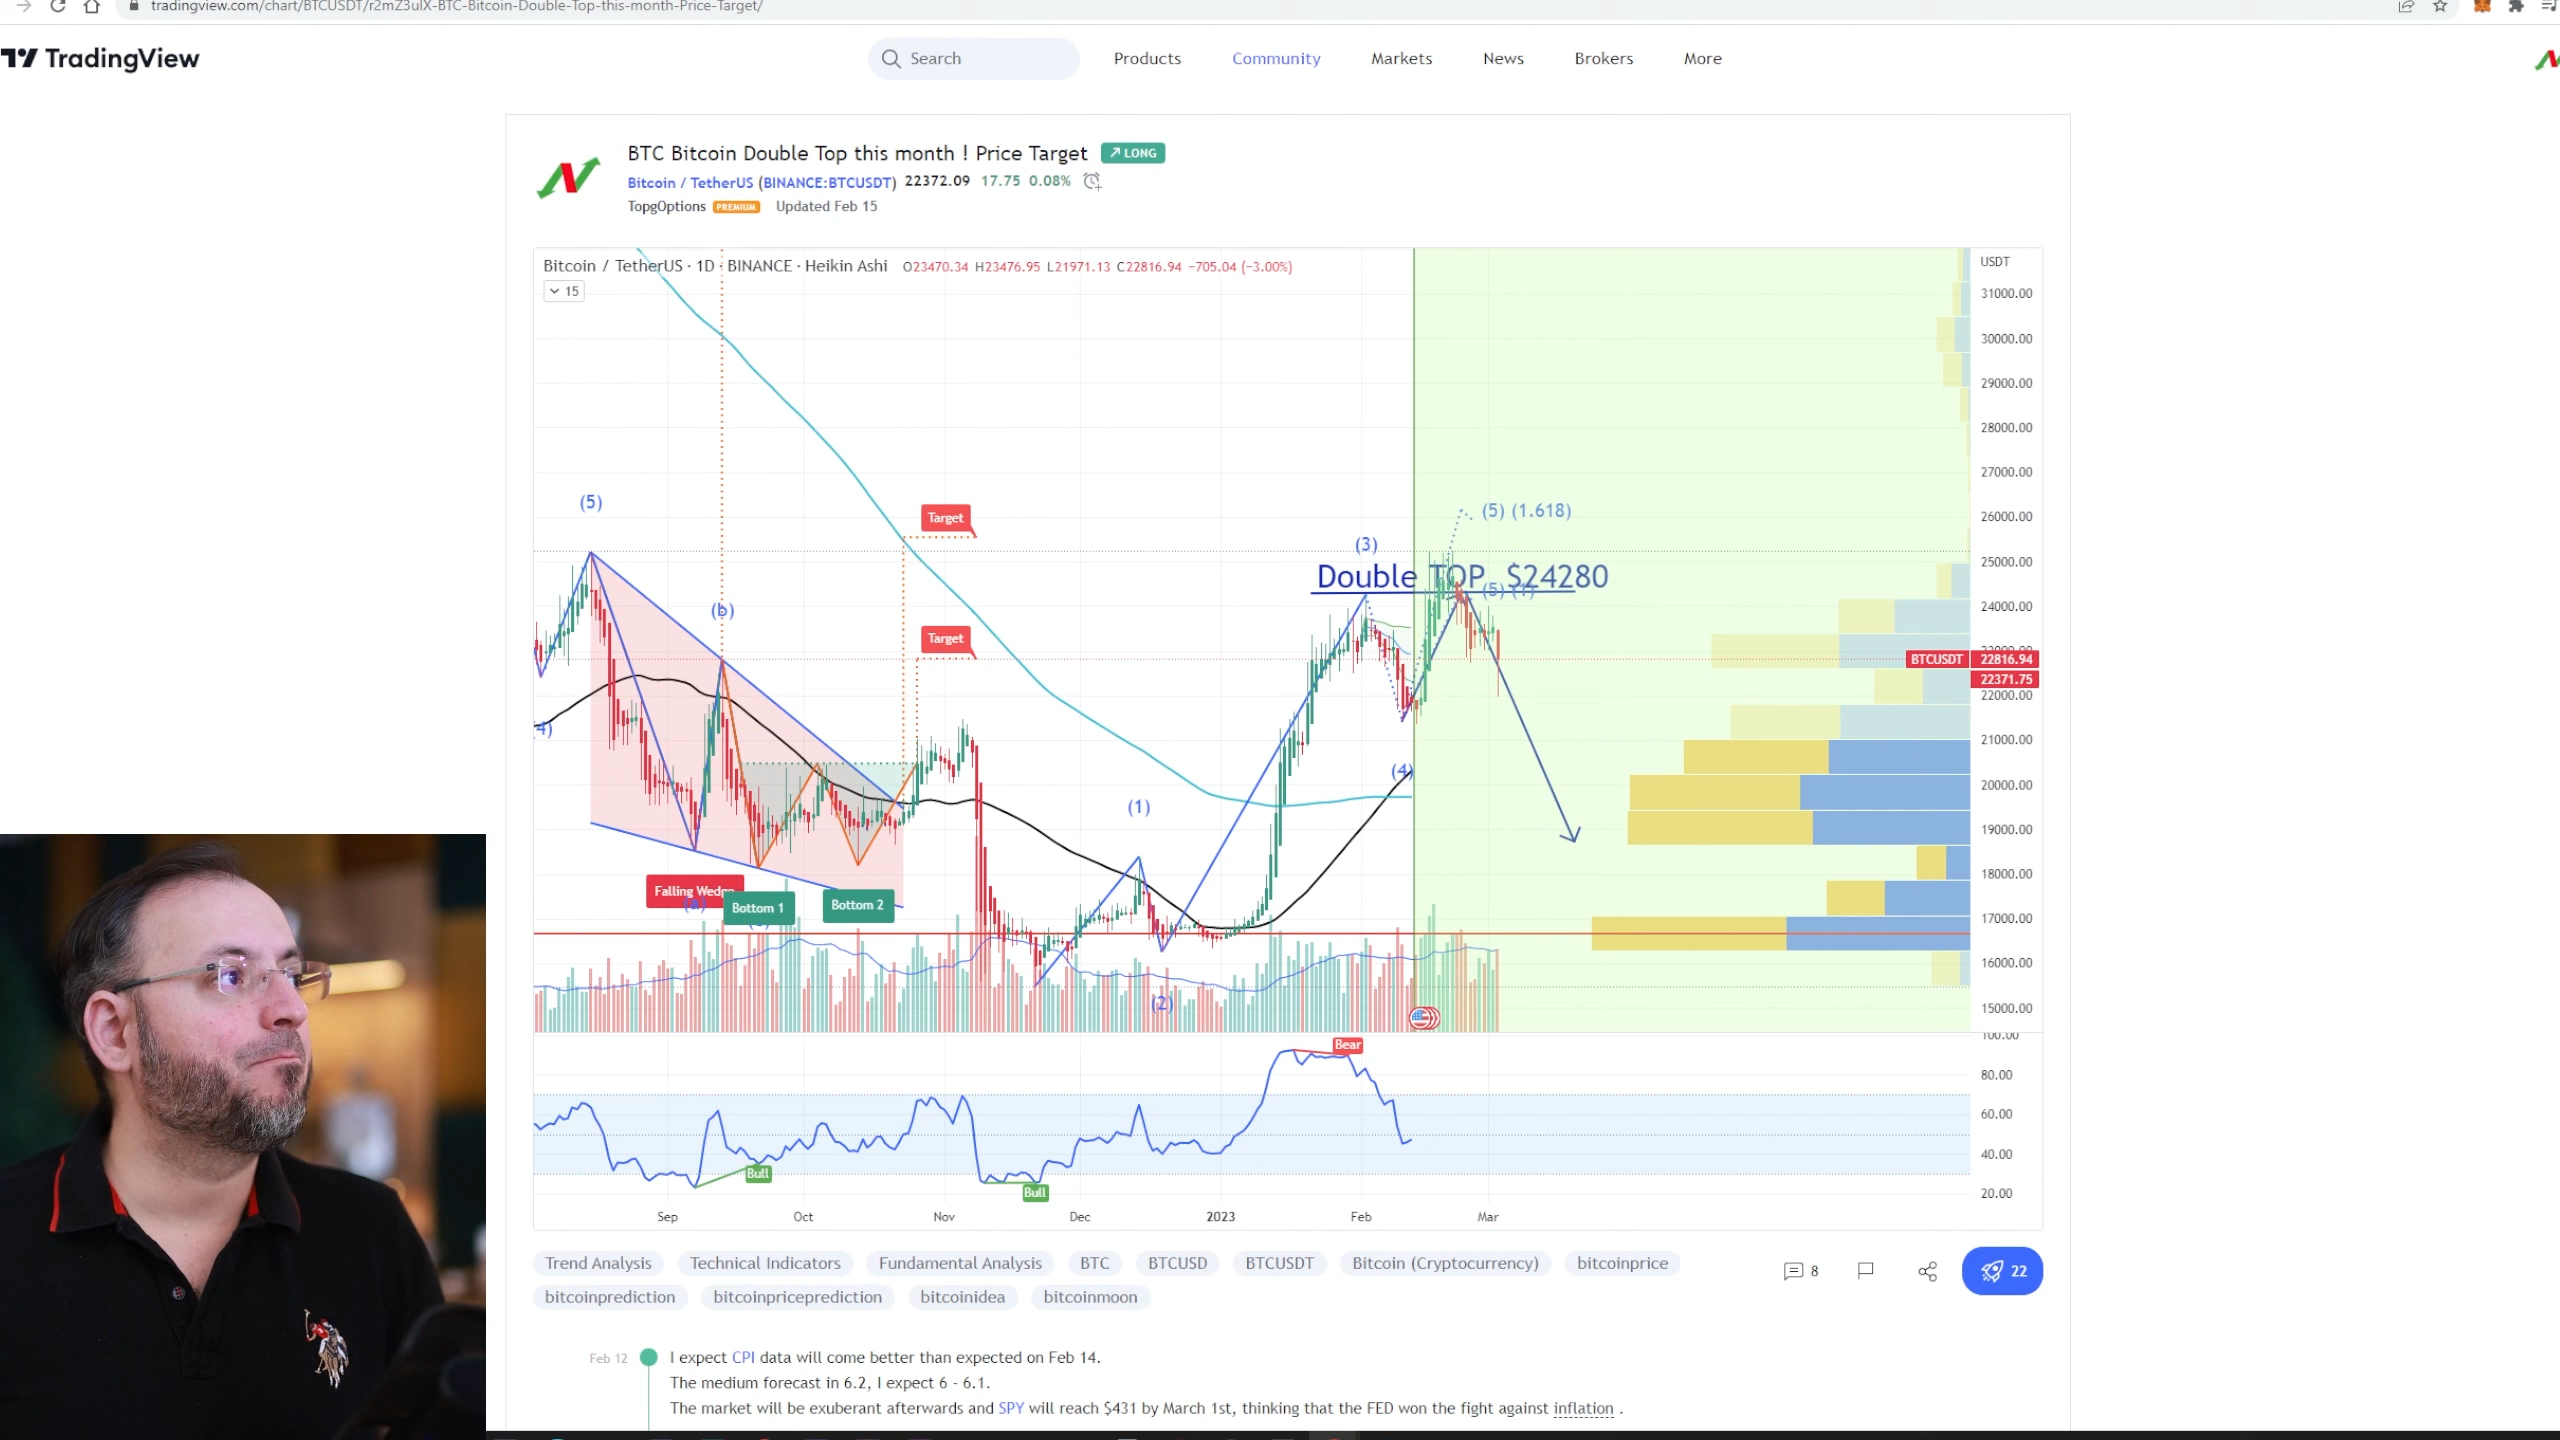 tradingview.com/chart/BTCUSDT/r2mZ3ulX-BTC-Bitcoin-Double-Top-this-month-Price-Target/
TradingView
Search
Products
Community
Markets
News
Brokers
More
BTC Bitcoin Double Top this month ! Price Target
LONG
Bitcoin / TetherUS (BINANCE:BTCUSDT) 22372.09 17.75 0.08%
TopgOptions PREMIUM Updated Feb 15
Bitcoin / TetherUS · 1D · BINANCE · Heikin Ashi O23470.34 H23476.95 L21971.13 C22816.94 −705.04 (−3.00%)
15
USDT
31000.00
30000.00
29000.00
28000.00
27000.00
26000.00
25000.00
24000.00
BTCUSDT 22816.94
22371.75
22000.00
21000.00
20000.00
19000.00
18000.00
17000.00
16000.00
15000.00
(5)
(b)
Target
Target
(3)
(5) (1.618)
Double TOP $24280
(5) (1)
4)
(4)
(1)
(2)
Falling Wedge
(a)
Bottom 1
Bottom 2
Bear
Bull
Bull
100.00
80.00
60.00
40.00
20.00
Sep
Oct
Nov
Dec
2023
Feb
Mar
Trend Analysis
Technical Indicators
Fundamental Analysis
BTC
BTCUSD
BTCUSDT
Bitcoin (Cryptocurrency)
bitcoinprice
8
22
bitcoinprediction
bitcoinpriceprediction
bitcoinidea
bitcoinmoon
Feb 12
I expect CPI data will come better than expected on Feb 14.
The medium forecast in 6.2, I expect 6 - 6.1.
The market will be exuberant afterwards and SPY will reach $431 by March 1st, thinking that the FED won the fight against inflation .